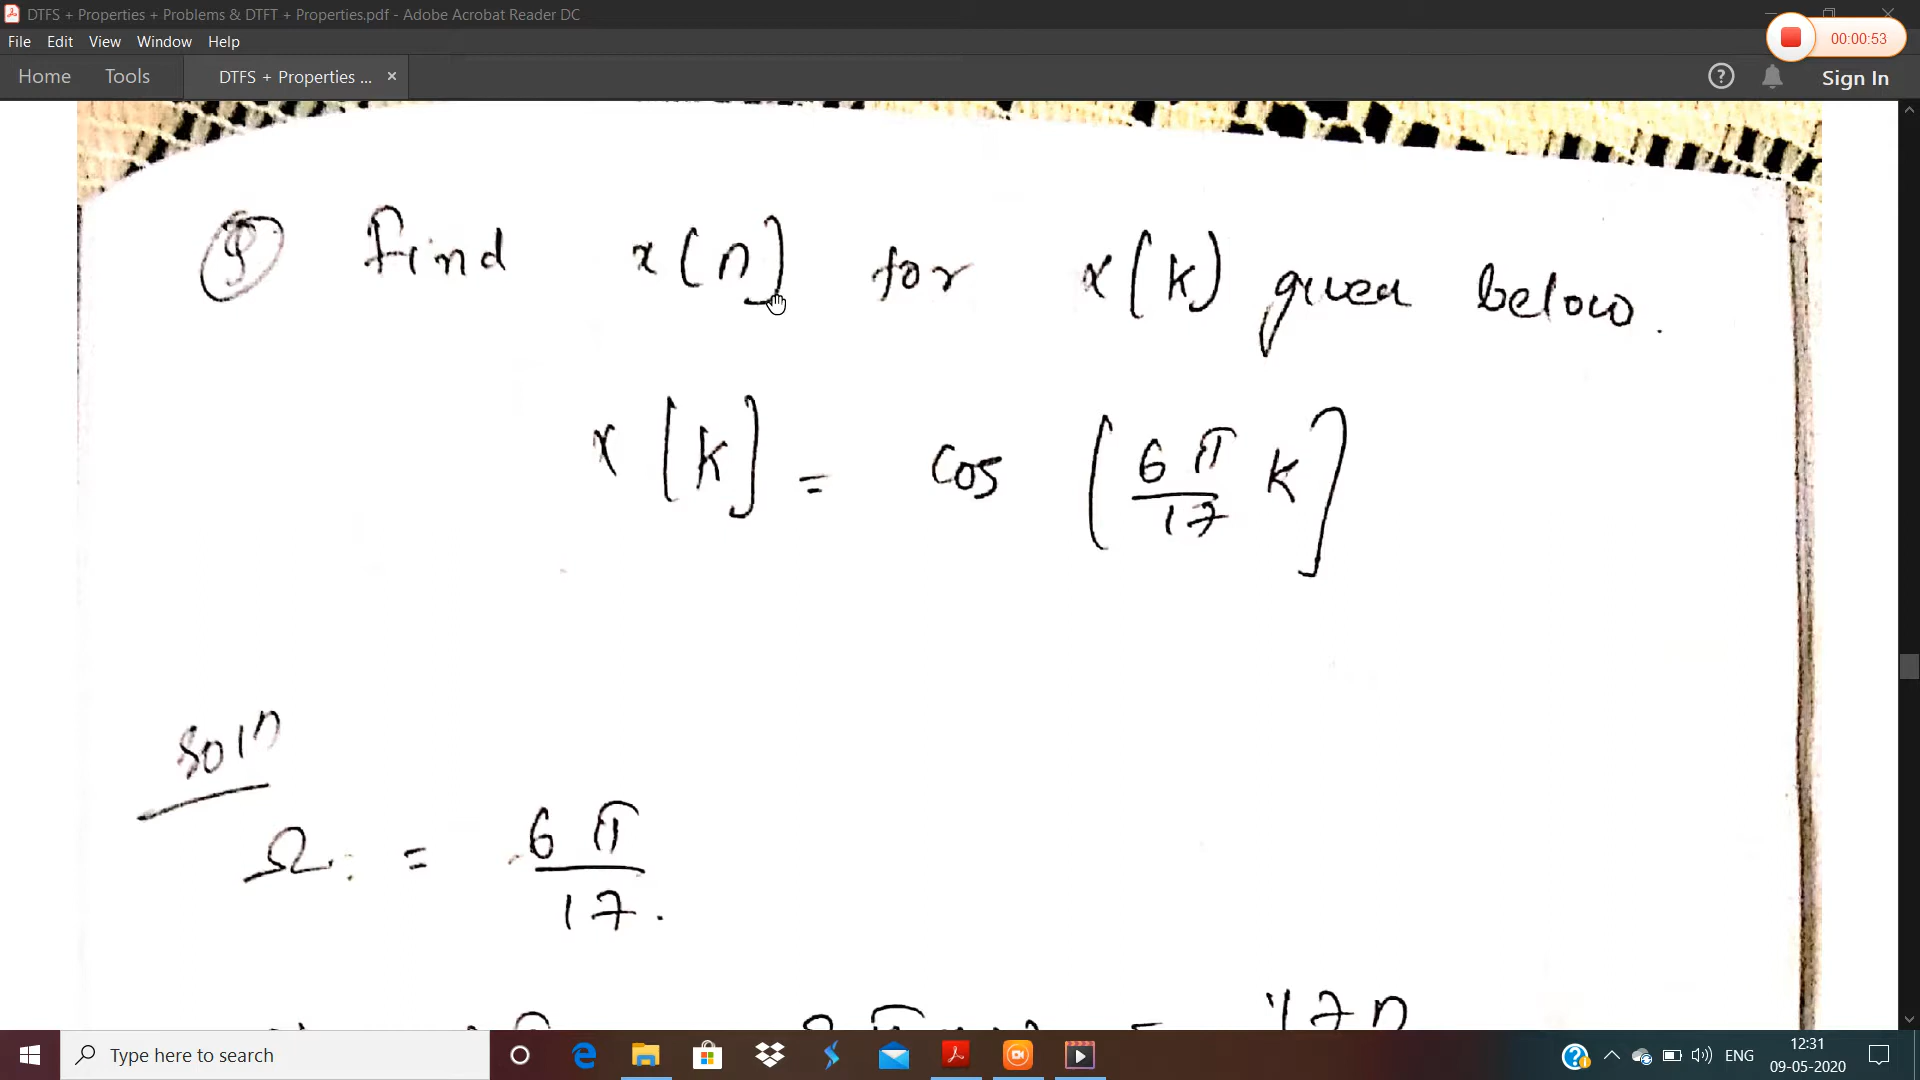 DTFS + Properties + Problems & DTFT + Properties.pdf - Adobe Acrobat Reader DC
File Edit View Window Help
00:00:53
Home Tools DTFS + Properties ... × ? Sign In
Find x[n] for x[k] given below.
x[k] = cos[6π/17 k]
Soln
Ω = 6π/17.
17n
Type here to search
ENG
12:31
09-05-2020